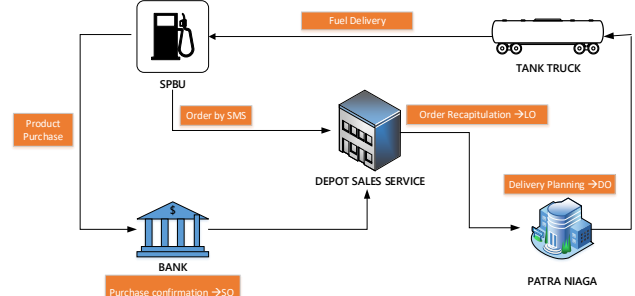 Fuel Delivery
TANK TRUCK
SPBU
Order by SMS
Order Recapitulation →LO
Product
Purchase
DEPOT SALES SERVICE
Delivery Planning →DO
$
BANK
Purchase confirmation →SO
PATRA NIAGA